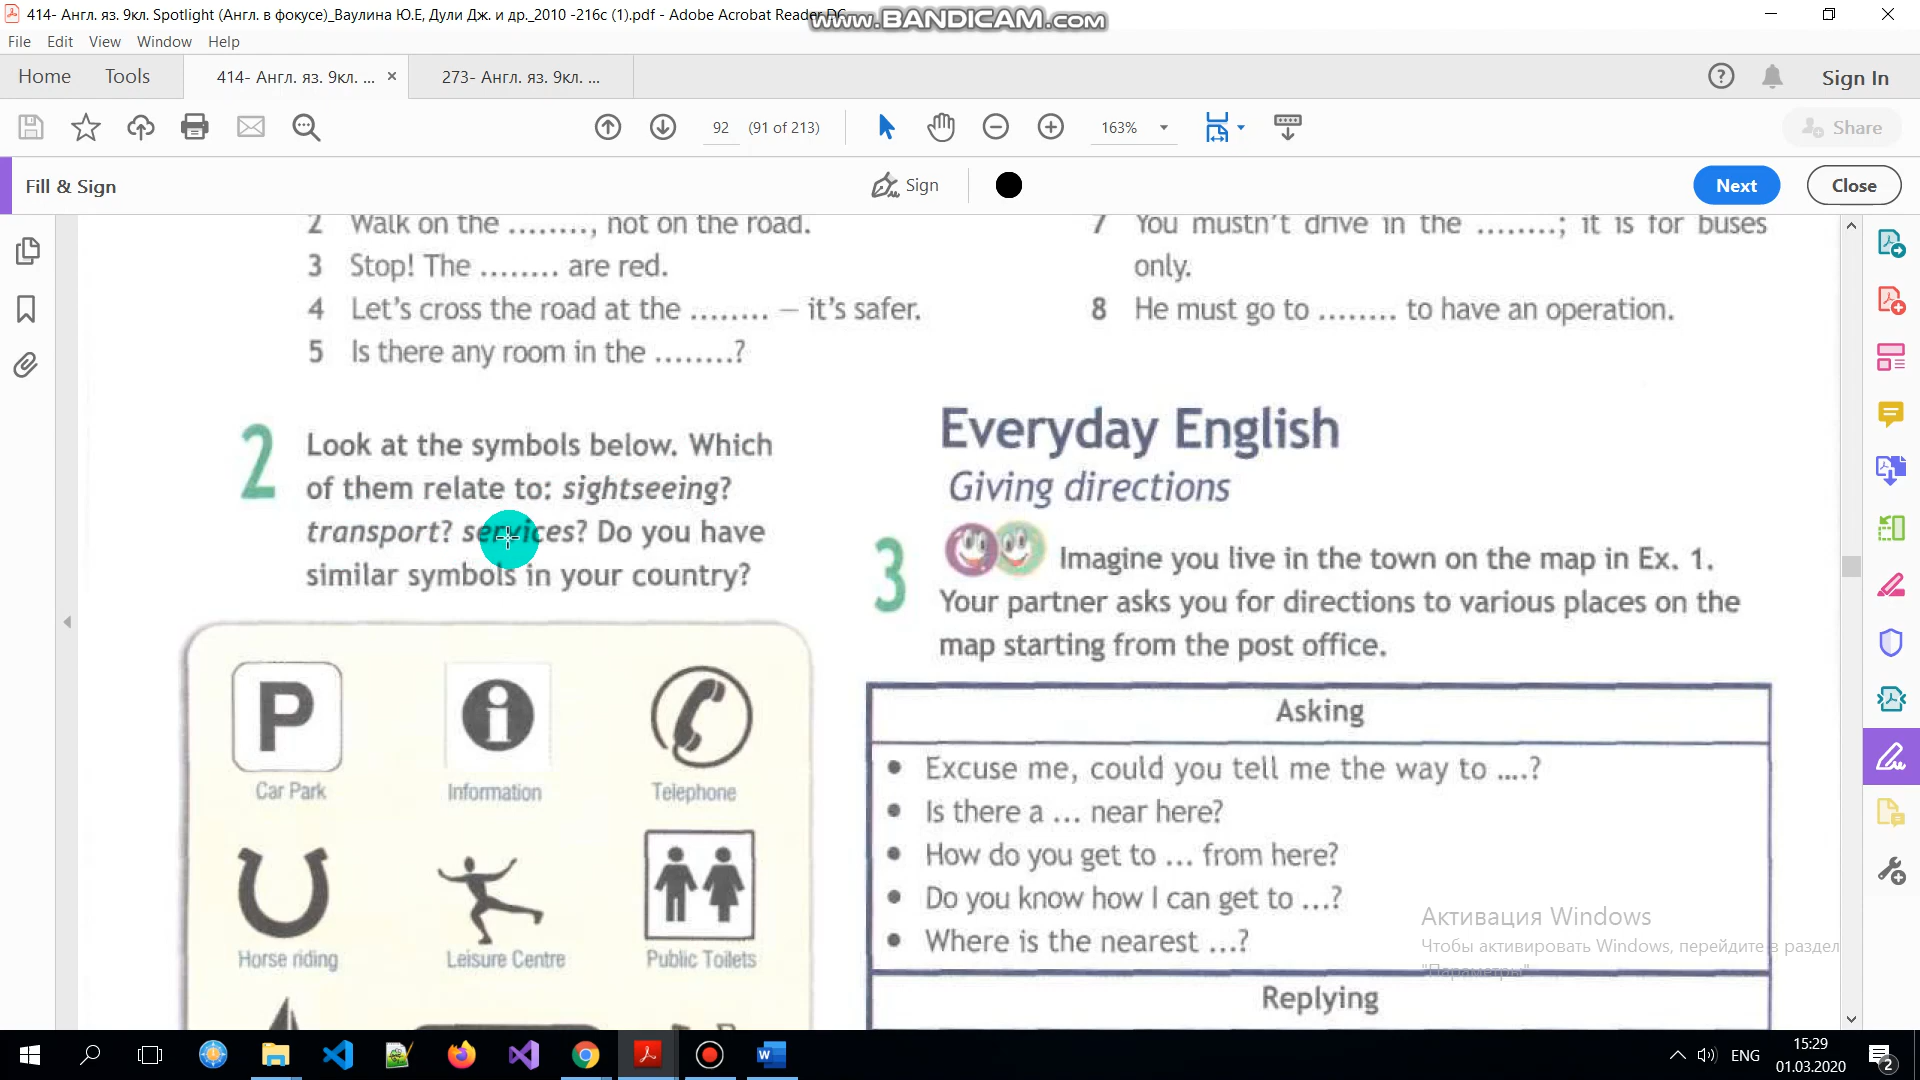 414- Англ. яз. 9кл. Spotlight (Англ. в фокусе)_Ваулина Ю.Е, Дули Дж. и др._2010 -216с (1).pdf - Adobe Acrobat Reader DC
www.BANDICAM.com
File Edit View Window Help
Home Tools 414- Англ. яз. 9кл. ... × 273- Англ. яз. 9кл. ... Sign In
92 (91 of 213) 163% Share
Fill & Sign Sign Next Close
2 Walk on the ........, not on the road.
3 Stop! The ........ are red.
4 Let's cross the road at the ........ – it's safer.
5 Is there any room in the ........?
7 You mustn't drive in the ........; it is for buses
only.
8 He must go to ........ to have an operation.
2 Look at the symbols below. Which
of them relate to: sightseeing?
transport? services? Do you have
similar symbols in your country?
P
Car Park
i
Information
Telephone
Horse riding
Leisure Centre
Public Toilets
Everyday English
Giving directions
3 Imagine you live in the town on the map in Ex. 1.
Your partner asks you for directions to various places on the
map starting from the post office.
Asking
• Excuse me, could you tell me the way to ....?
• Is there a ... near here?
• How do you get to ... from here?
• Do you know how I can get to ...?
• Where is the nearest ...?
Replying
Активация Windows
Чтобы активировать Windows, перейдите в раздел
"Параметры"
ENG
15:29
01.03.2020
2